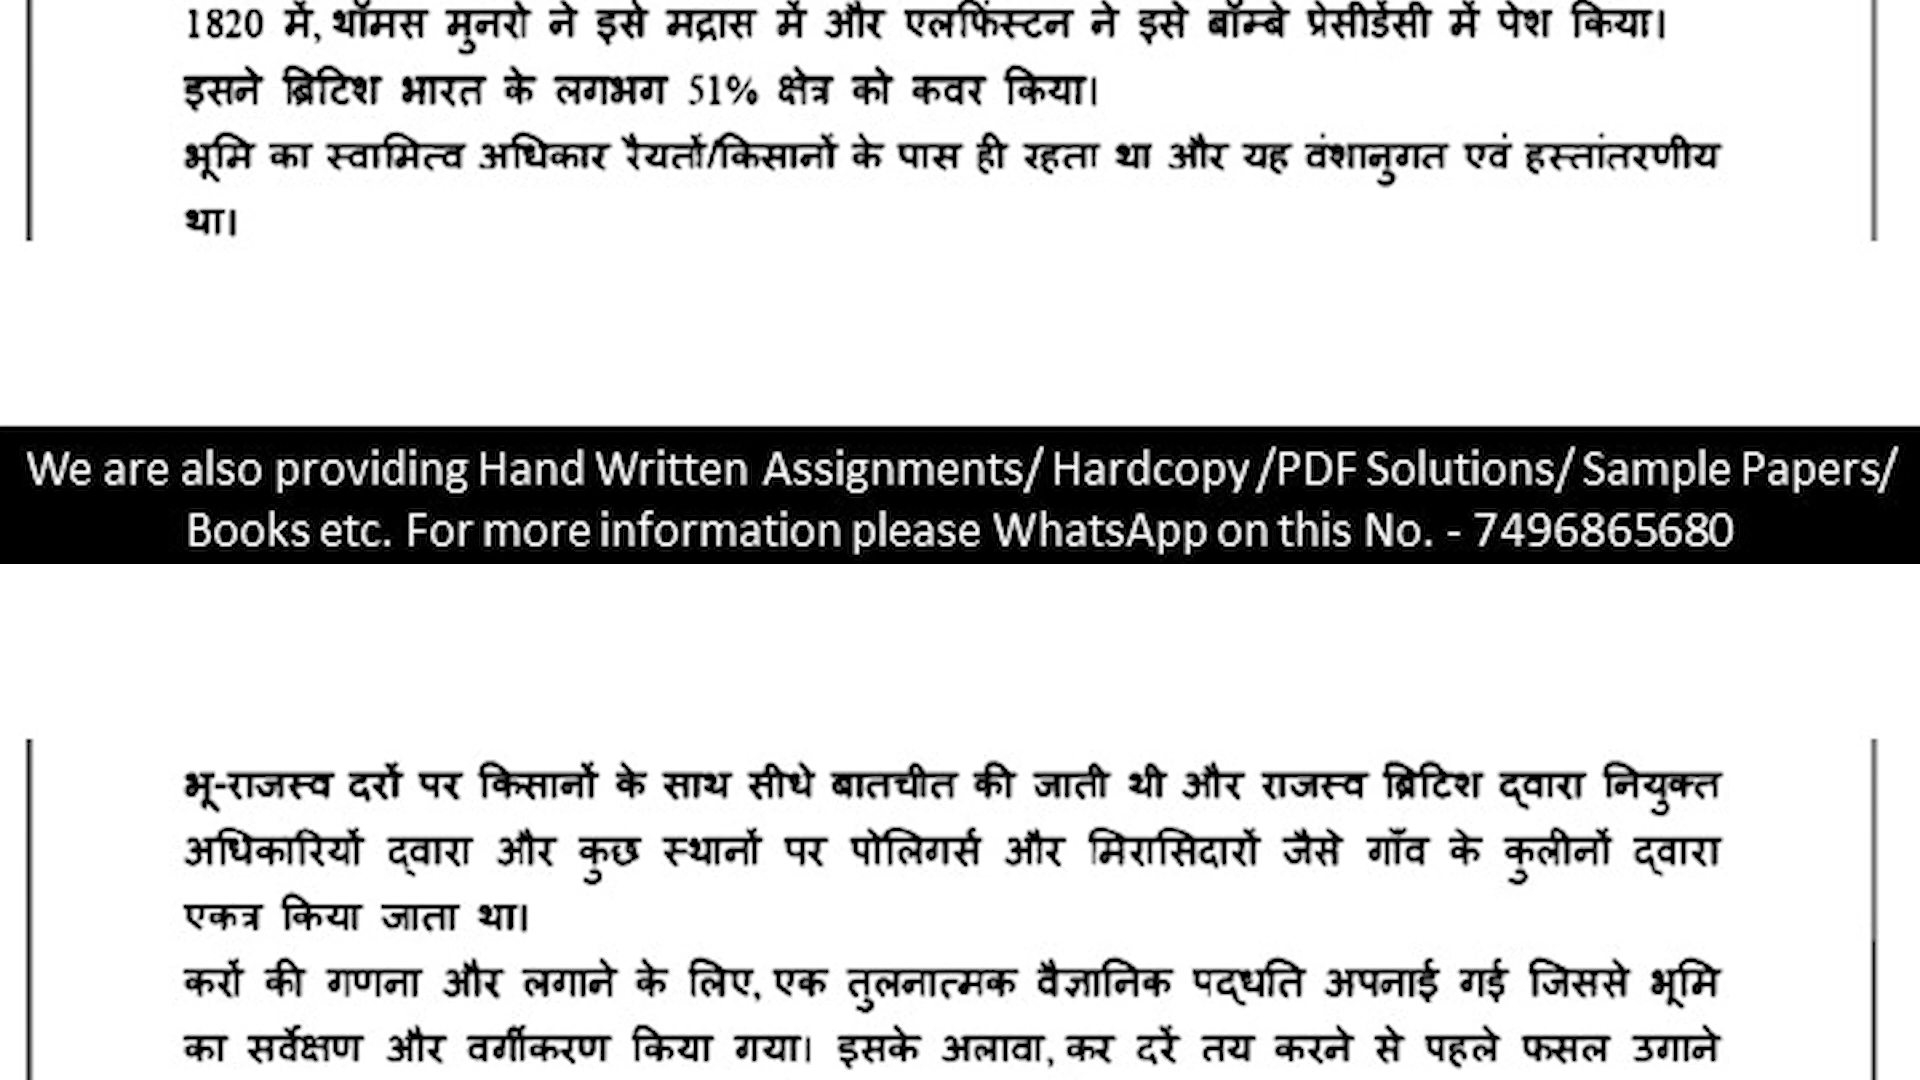 1820 में, थॉमस मुनरो ने इसे मद्रास में और एलफिंस्टन ने इसे बॉम्बे प्रेसीडेंसी में पेश किया।
इसने ब्रिटिश भारत के लगभग 51% क्षेत्र को कवर किया।
भूमि का स्वामित्व अधिकार रैयतों/किसानों के पास ही रहता था और यह वंशानुगत एवं हस्तांतरणीय
था।
We are also providing Hand Written Assignments/ Hardcopy /PDF Solutions/ Sample Papers/
Books etc. For more information please WhatsApp on this No. - 7496865680
भू-राजस्व दरों पर किसानों के साथ सीधे बातचीत की जाती थी और राजस्व ब्रिटिश द्वारा नियुक्त
अधिकारियों द्वारा और कुछ स्थानों पर पोलिगर्स और मिरासिदारों जैसे गाँव के कुलीनों द्वारा
एकत्र किया जाता था।
करों की गणना और लगाने के लिए, एक तुलनात्मक वैज्ञानिक पद्धति अपनाई गई जिससे भूमि
का सर्वेक्षण और वर्गीकरण किया गया। इसके अलावा, कर दरें तय करने से पहले फसल उगाने